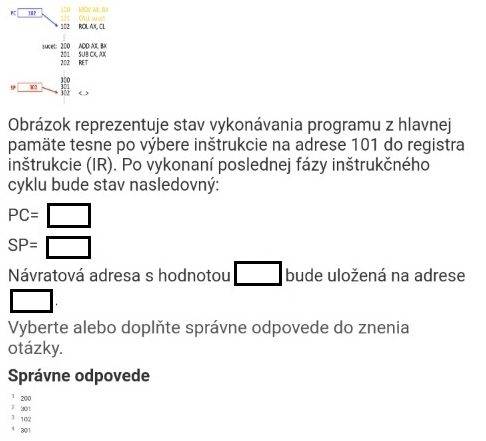 100 MOV AX, BX
PC 102
101 CALL sucet
102 ROL AX, CL
sucet: 200 ADD AX, BX
201 SUB CX, AX
202 RET
300
SP 302
301
302 <...>
Obrázok reprezentuje stav vykonávania programu z hlavnej
pamäte tesne po výbere inštrukcie na adrese 101 do registra
inštrukcie (IR). Po vykonaní poslednej fázy inštrukčného
cyklu bude stav nasledovný:
PC=
SP=
Návratová adresa s hodnotou bude uložená na adrese
.
Vyberte alebo doplňte správne odpovede do znenia
otázky.
Správne odpovede
1 200
2 301
3 102
4 301